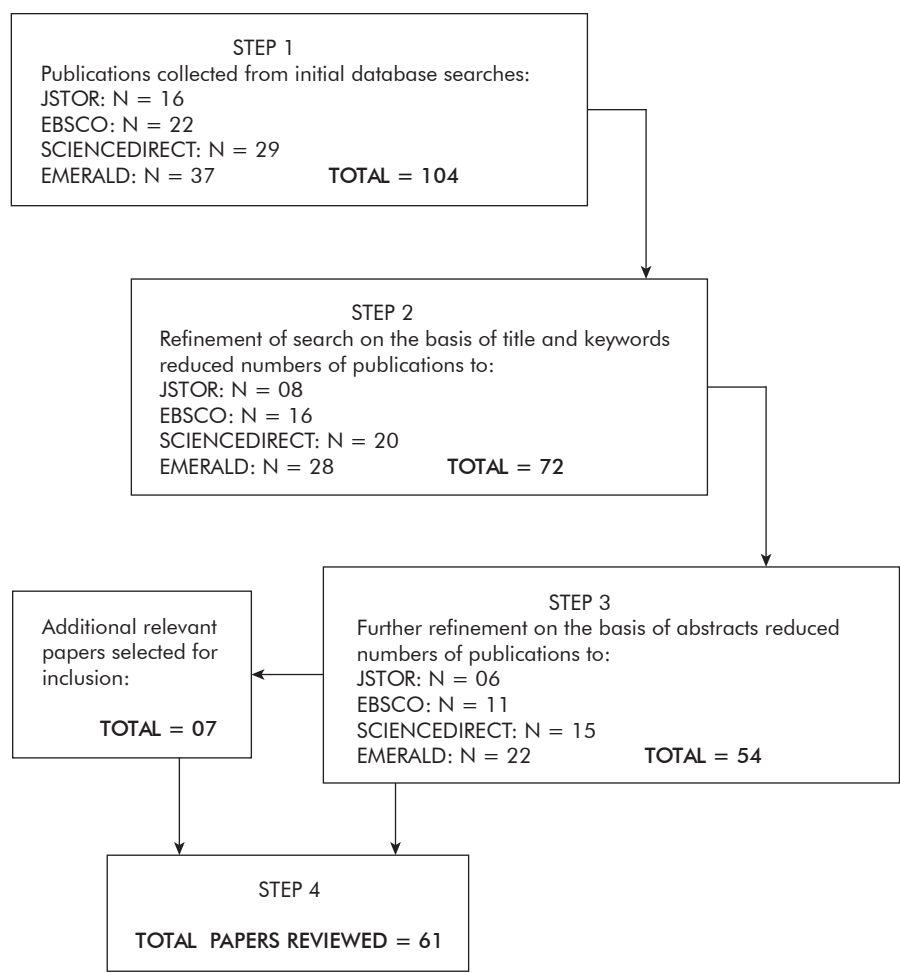 STEP 1
Publications collected from initial database searches:
JSTOR: N = 16
EBSCO: N = 22
SCIENCEDIRECT: N = 29
EMERALD: N = 37 TOTAL = 104
STEP 2
Refinement of search on the basis of title and keywords
reduced numbers of publications to:
JSTOR: N = 08
EBSCO: N = 16
SCIENCEDIRECT: N = 20
EMERALD: N = 28 TOTAL = 72
STEP 3
Further refinement on the basis of abstracts reduced
numbers of publications to:
JSTOR: N = 06
EBSCO: N = 11
SCIENCEDIRECT: N = 15
EMERALD: N = 22 TOTAL = 54
Additional relevant
papers selected for
inclusion:
TOTAL = 07
STEP 4
TOTAL PAPERS REVIEWED = 61